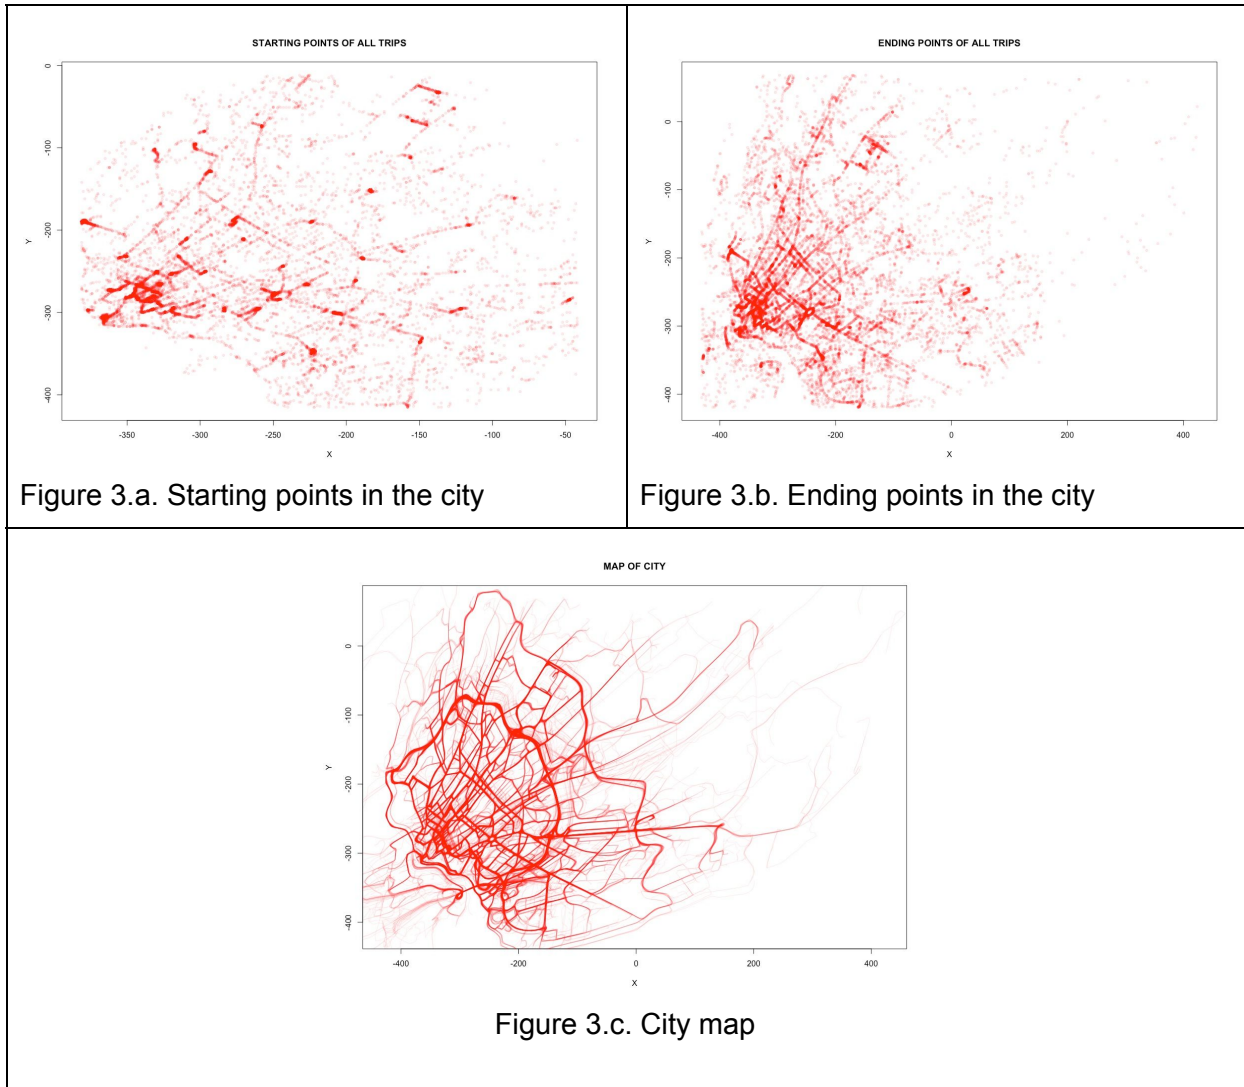 STARTING POINTS OF ALL TRIPS
0
-100
-200
-300
-400
Y
-350
-300
-250
-200
-150
-100
-50
X
Figure 3.a. Starting points in the city
ENDING POINTS OF ALL TRIPS
0
-100
-200
-300
-400
Y
-400
-200
0
200
400
X
Figure 3.b. Ending points in the city
MAP OF CITY
0
-100
-200
-300
-400
Y
-400
-200
0
200
400
X
Figure 3.c. City map